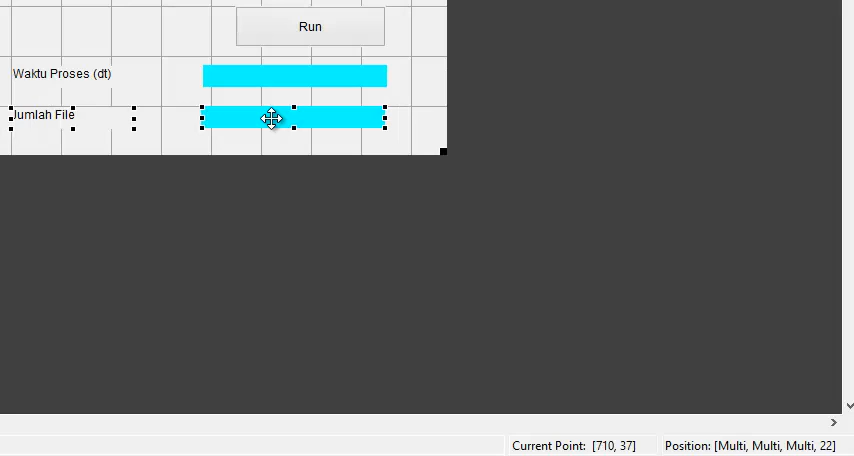 Run
Waktu Proses (dt)
Jumlah File
Current Point: [710, 37]
Position: [Multi, Multi, Multi, 22]